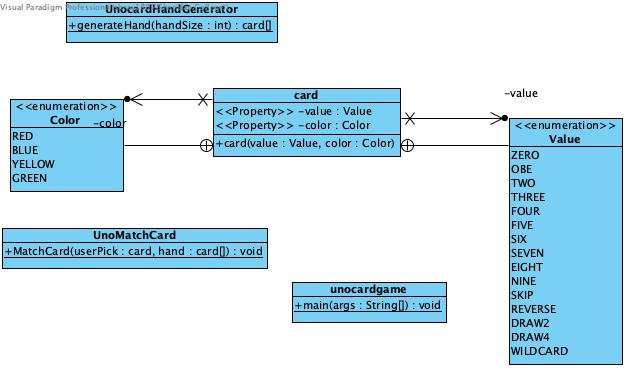 Visual Paradigm Professional
UnocardHandGenerator
+generateHand(handSize : int) : card[]
card
<<Property>> -value : Value
<<Property>> -color : Color
+card(value : Value, color : Color)
-value
<<enumeration>>
Color
-color
RED
BLUE
YELLOW
GREEN
<<enumeration>>
Value
ZERO
OBE
TWO
THREE
FOUR
FIVE
SIX
SEVEN
EIGHT
NINE
SKIP
REVERSE
DRAW2
DRAW4
WILDCARD
UnoMatchCard
+MatchCard(userPick : card, hand : card[]) : void
unocardgame
+main(args : String[]) : void